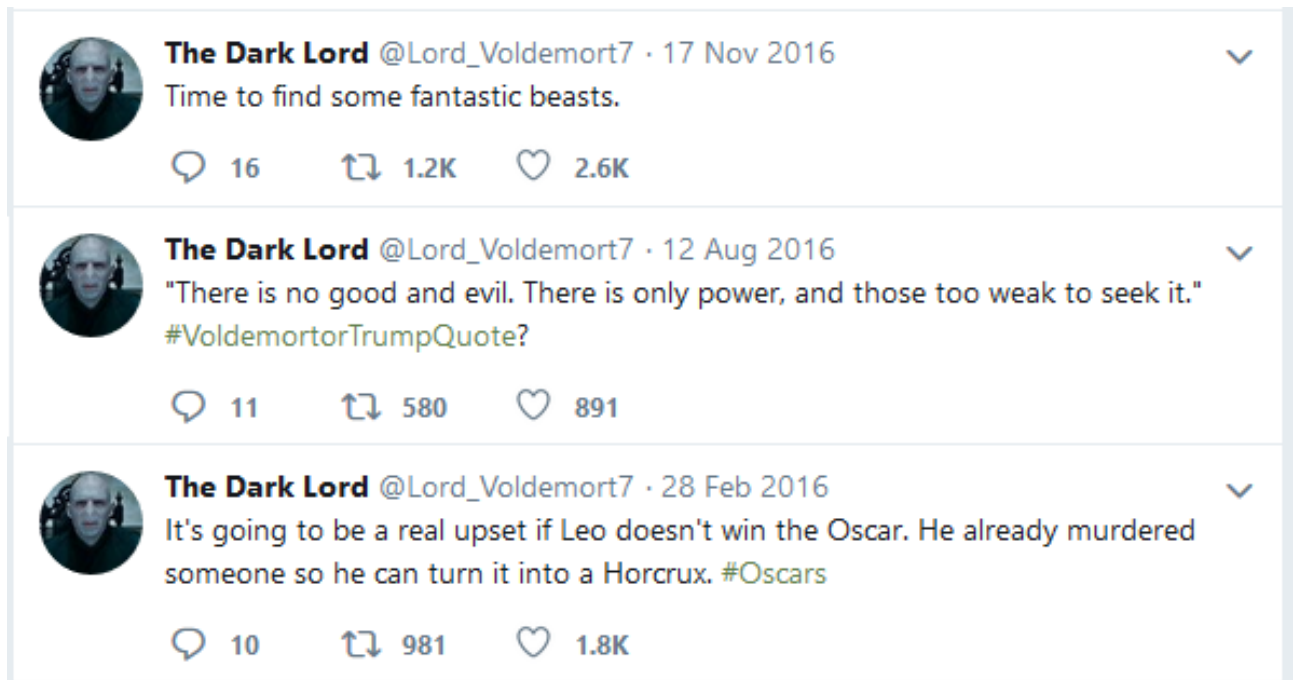 The Dark Lord @Lord_Voldemort7 · 17 Nov 2016
Time to find some fantastic beasts.
16 1.2K 2.6K
The Dark Lord @Lord_Voldemort7 · 12 Aug 2016
"There is no good and evil. There is only power, and those too weak to seek it."
#VoldemortorTrumpQuote?
11 580 891
The Dark Lord @Lord_Voldemort7 · 28 Feb 2016
It's going to be a real upset if Leo doesn't win the Oscar. He already murdered
someone so he can turn it into a Horcrux. #Oscars
10 981 1.8K